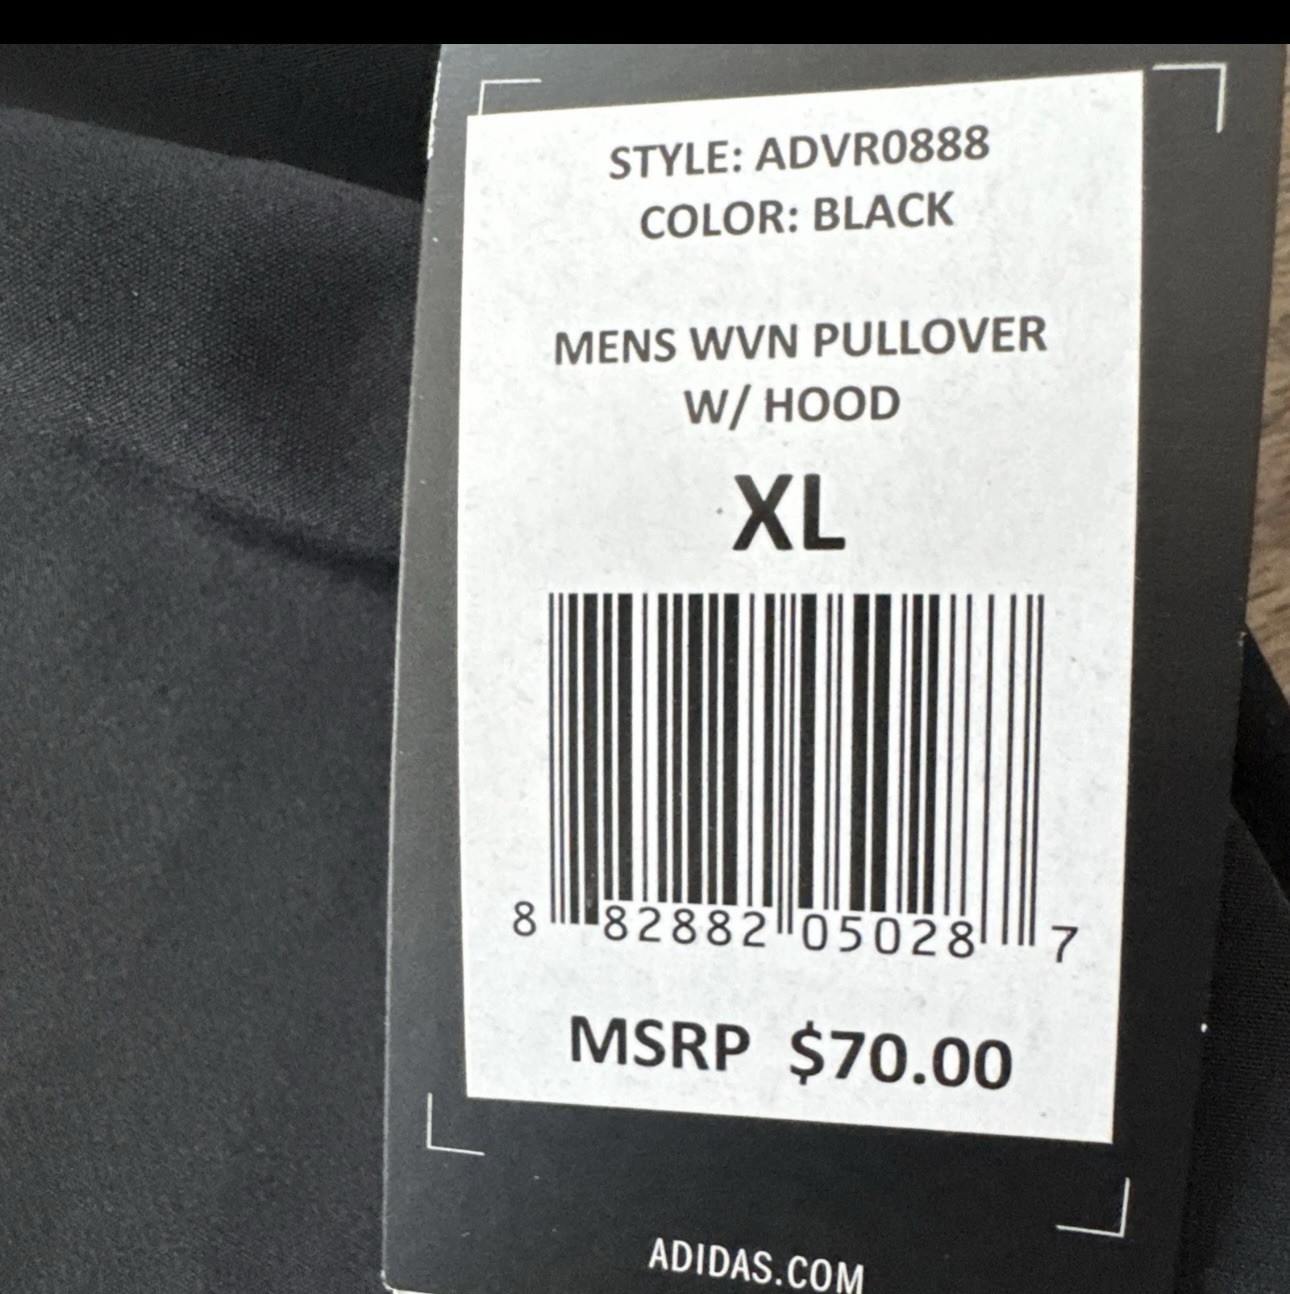 STYLE: ADVR0888
COLOR: BLACK
MENS WVN PULLOVER
W/ HOOD
XL
8 82882 05028 7
MSRP $70.00
ADIDAS.COM